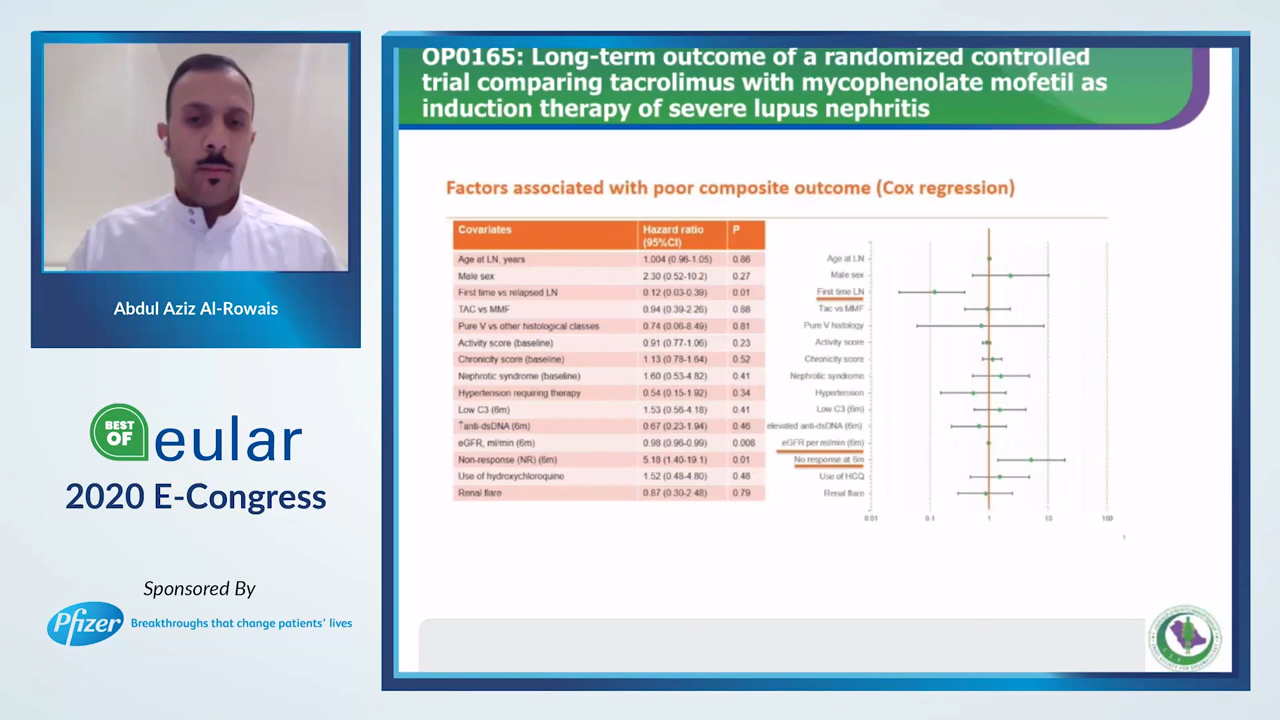 Abdul Aziz Al-Rowais
BEST
OF
eular
2020 E-Congress
Sponsored By
Pfizer
Breakthroughs that change patients' lives
OP0165: Long-term outcome of a randomized controlled
trial comparing tacrolimus with mycophenolate mofetil as
induction therapy of severe lupus nephritis
Factors associated with poor composite outcome (Cox regression)
Covariates Hazard ratio (95%CI) P
Age at LN, years 1.004 (0.96-1.05) 0.86
Male sex 2.30 (0.52-10.2) 0.27
First time vs relapsed LN 0.12 (0.03-0.39) 0.01
TAC vs MMF 0.94 (0.39-2.26) 0.88
Pure V vs other histological classes 0.74 (0.06-8.49) 0.81
Activity score (baseline) 0.91 (0.77-1.06) 0.23
Chronicity score (baseline) 1.13 (0.78-1.64) 0.52
Nephrotic syndrome (baseline) 1.60 (0.53-4.82) 0.41
Hypertension requiring therapy 0.54 (0.15-1.92) 0.34
Low C3 (6m) 1.53 (0.56-4.18) 0.41
↑anti-dsDNA (6m) 0.67 (0.23-1.94) 0.46
eGFR, ml/min (6m) 0.98 (0.96-0.99) 0.008
Non-response (NR) (6m) 5.18 (1.40-19.1) 0.01
Use of hydroxychloroquine 1.52 (0.48-4.80) 0.48
Renal flare 0.87 (0.30-2.48) 0.79
Age at LN
Male sex
First time LN
Tac vs MMF
Pure V histology
Activity score
Chronicity score
Nephrotic syndrome
Hypertension
Low C3 (6m)
elevated anti-dsDNA (6m)
eGFR per ml/min (6m)
No response at 6m
Use of HCQ
Renal flare
0.01 0.1 1 10 100
1